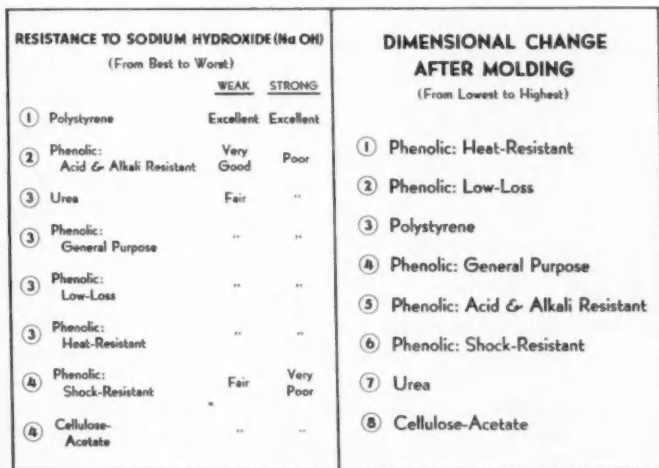 RESISTANCE TO SODIUM HYDROXIDE (Na OH)
(From Best to Worst)
WEAK STRONG
① Polystyrene Excellent Excellent
② Phenolic: Acid & Alkali Resistant Very Good Poor
③ Urea Fair "
③ Phenolic: General Purpose " "
③ Phenolic: Low-Loss " "
③ Phenolic: Heat-Resistant " "
④ Phenolic: Shock-Resistant Fair Very Poor
④ Cellulose-Acetate " "
DIMENSIONAL CHANGE
AFTER MOLDING
(From Lowest to Highest)
① Phenolic: Heat-Resistant
② Phenolic: Low-Loss
③ Polystyrene
④ Phenolic: General Purpose
⑤ Phenolic: Acid & Alkali Resistant
⑥ Phenolic: Shock-Resistant
⑦ Urea
⑧ Cellulose-Acetate